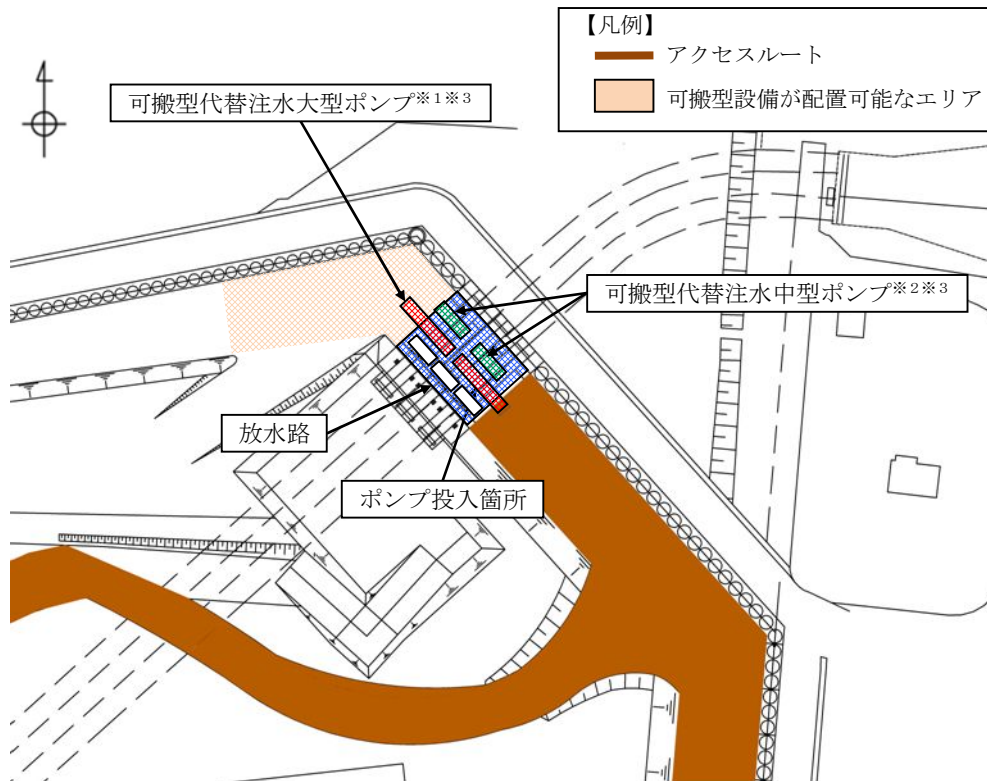 【凡例】
アクセスルート
可搬型設備が配置可能なエリア
可搬型代替注水大型ポンプ※1※3
可搬型代替注水中型ポンプ※2※3
放水路
ポンプ投入箇所